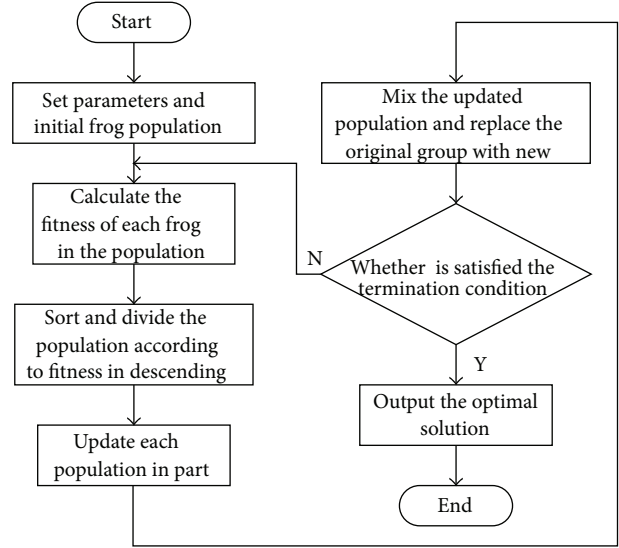 Start
Set parameters and
initial frog population
Calculate the
fitness of each frog
in the population
Sort and divide the
population according
to fitness in descending
Update each
population in part
Mix the updated
population and replace the
original group with new
Whether is satisfied the
termination condition
N
Y
Output the optimal
solution
End